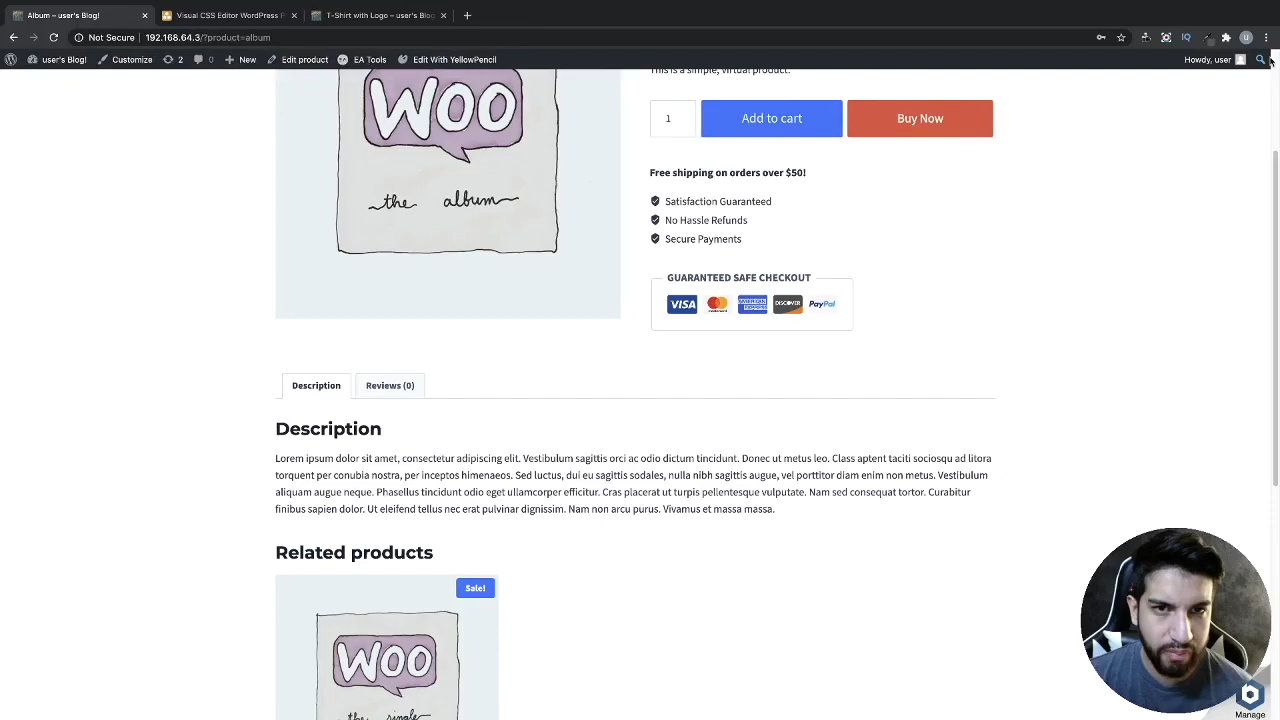 Album – user's Blog!
Visual CSS Editor WordPress P
T-Shirt with Logo – user's Blog
Not Secure
192.168.64.3/?product=album
user's Blog!
Customize
2
0
New
Edit product
EA Tools
Edit With YellowPencil
Howdy, user
This is a simple, virtual product.
1
Add to cart
Buy Now
WOO
the album
Free shipping on orders over $50!
Satisfaction Guaranteed
No Hassle Refunds
Secure Payments
GUARANTEED SAFE CHECKOUT
VISA
AMERICAN EXPRESS
DISCOVER
PayPal
Description
Reviews (0)
Description
Lorem ipsum dolor sit amet, consectetur adipiscing elit. Vestibulum sagittis orci ac odio dictum tincidunt. Donec ut metus leo. Class aptent taciti sociosqu ad litora
torquent per conubia nostra, per inceptos himenaeos. Sed luctus, dui eu sagittis sodales, nulla nibh sagittis augue, vel porttitor diam enim non metus. Vestibulum
aliquam augue neque. Phasellus tincidunt odio eget ullamcorper efficitur. Cras placerat ut turpis pellentesque vulputate. Nam sed consequat tortor. Curabitur
finibus sapien dolor. Ut eleifend tellus nec erat pulvinar dignissim. Nam non arcu purus. Vivamus et massa massa.
Related products
Sale!
WOO
the single
Manage